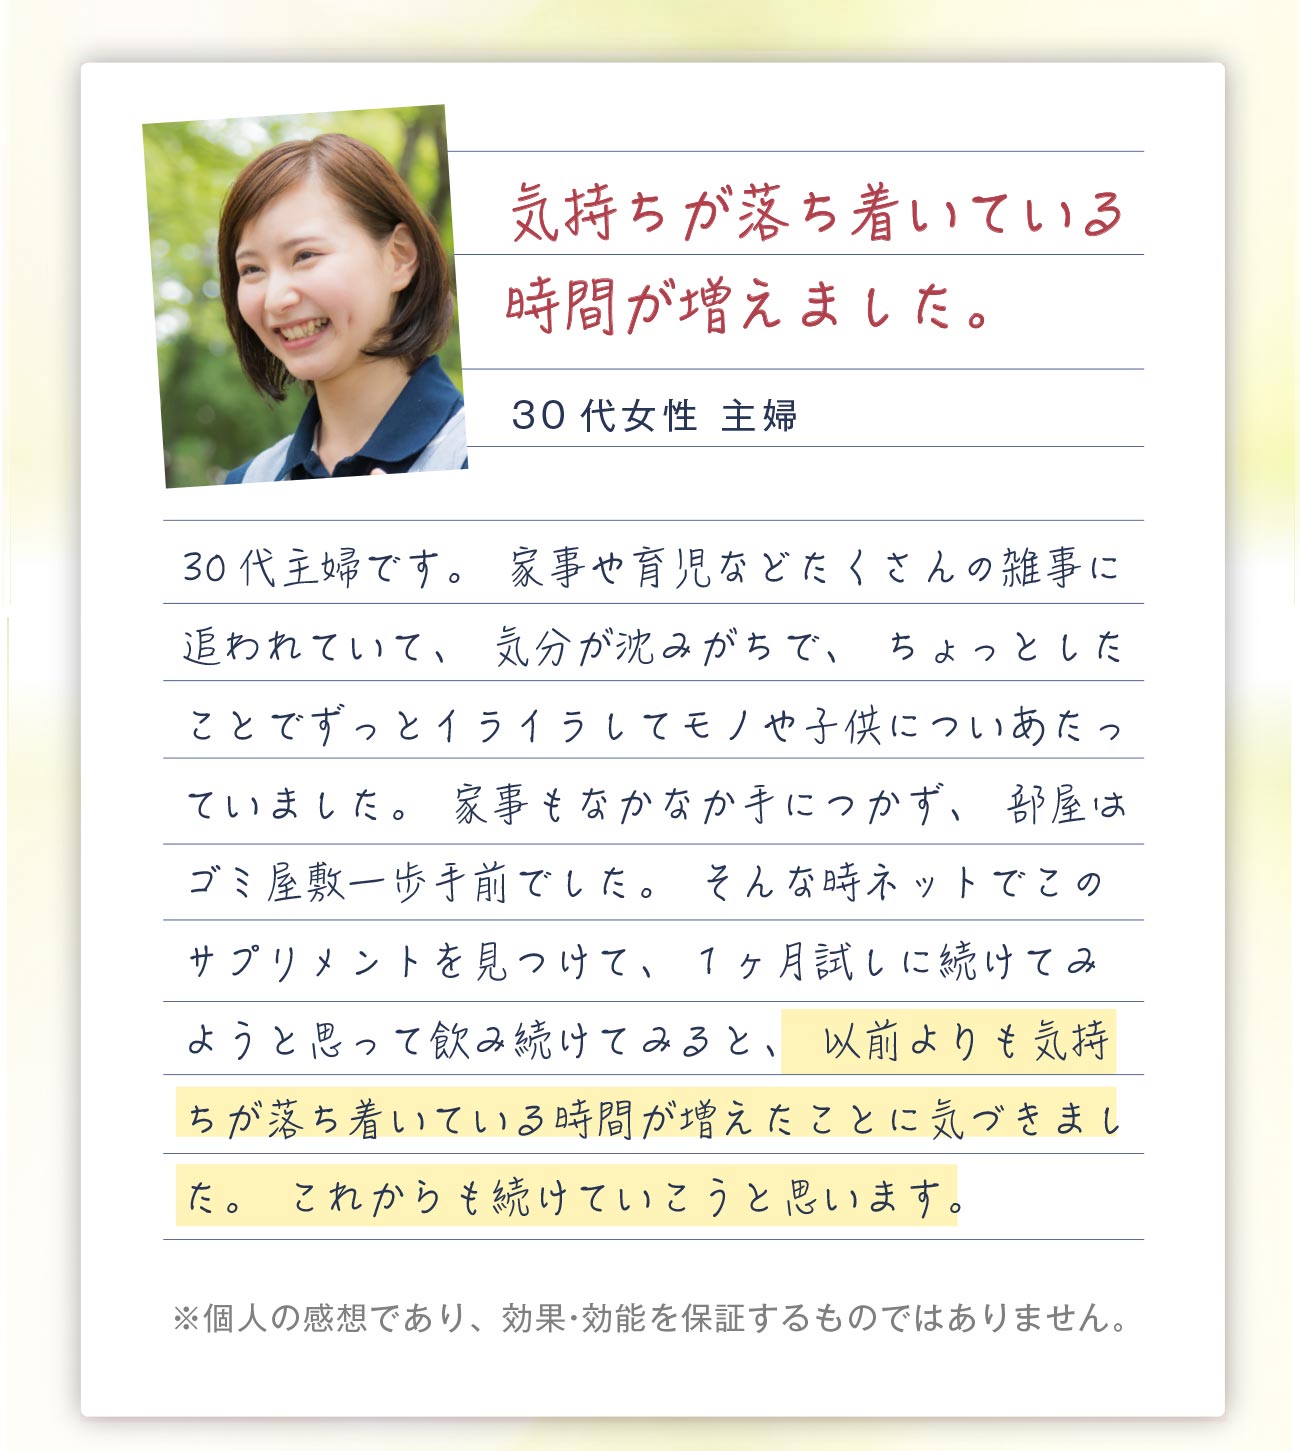 気持ちが落ち着いている
時間が増えました。
30代女性 主婦
30代主婦です。 家事や育児などたくさんの雑事に
追われていて、 気分が沈みがちで、 ちょっとした
ことでずっとイライラしてモノや子供についあたっ
ていました。 家事もなかなか手につかず、 部屋は
ゴミ屋敷一歩手前でした。 そんな時ネットでこの
サプリメントを見つけて、 1ヶ月試しに続けてみ
ようと思って飲み続けてみると、 以前よりも気持
ちが落ち着いている時間が増えたことに気づきまし
た。 これからも続けていこうと思います。
※個人の感想であり、効果・効能を保証するものではありません。